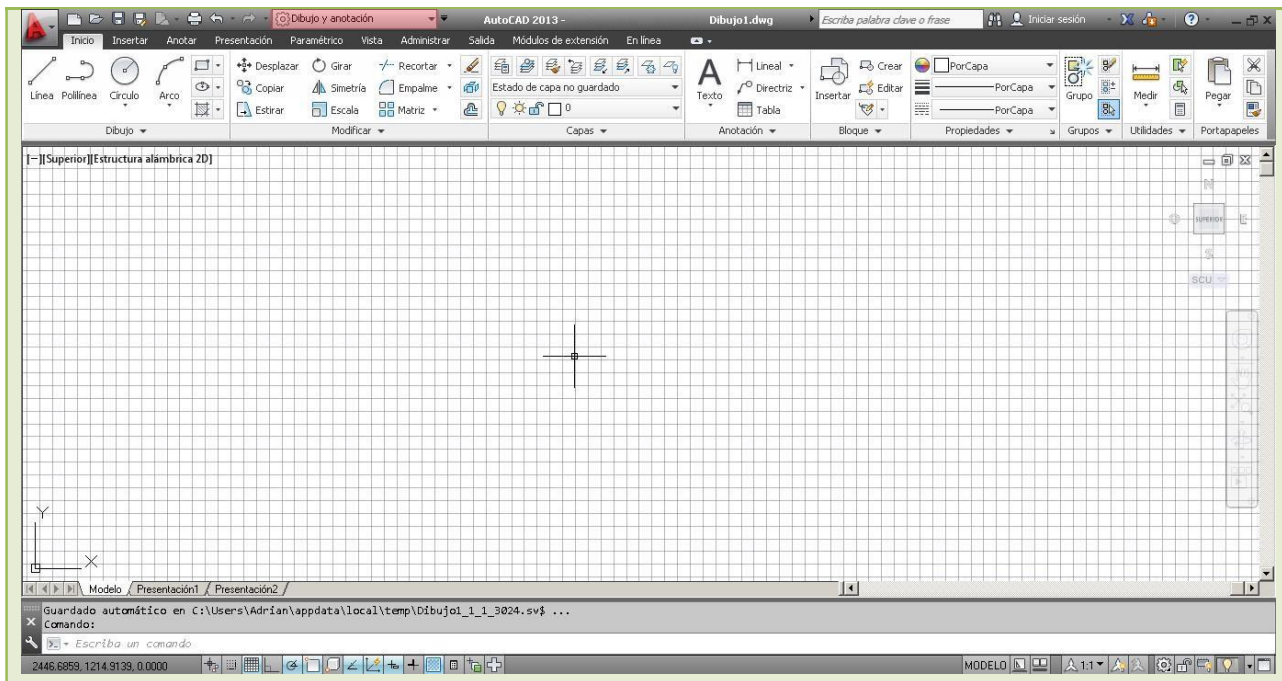 Dibujo y anotación AutoCAD 2013 - Dibujo1.dwg Escriba palabra clave o frase Iniciar sesión
Inicio Insertar Anotar Presentación Paramétrico Vista Administrar Salida Módulos de extensión En línea
Desplazar Girar Recortar Lineal Crear PorCapa
Copiar Simetría Empalme Estado de capa no guardado Directriz Editar PorCapa
Línea Polilínea Círculo Arco Texto Insertar Grupo Medir Pegar
Estirar Escala Matriz 0 Tabla PorCapa
Dibujo Modificar Capas Anotación Bloque Propiedades Grupos Utilidades Portapapeles
[−][Superior][Estructura alámbrica 2D]
N
O SUPERIOR E
S
SCU
Y
X
Modelo Presentación1 Presentación2
Guardado automático en C:\Users\Adrian\appdata\local\temp\Dibujo1_1_1_3024.sv$ ...
Comando:
Escriba un comando
2446.6859, 1214.9139, 0.0000 MODELO 1:1